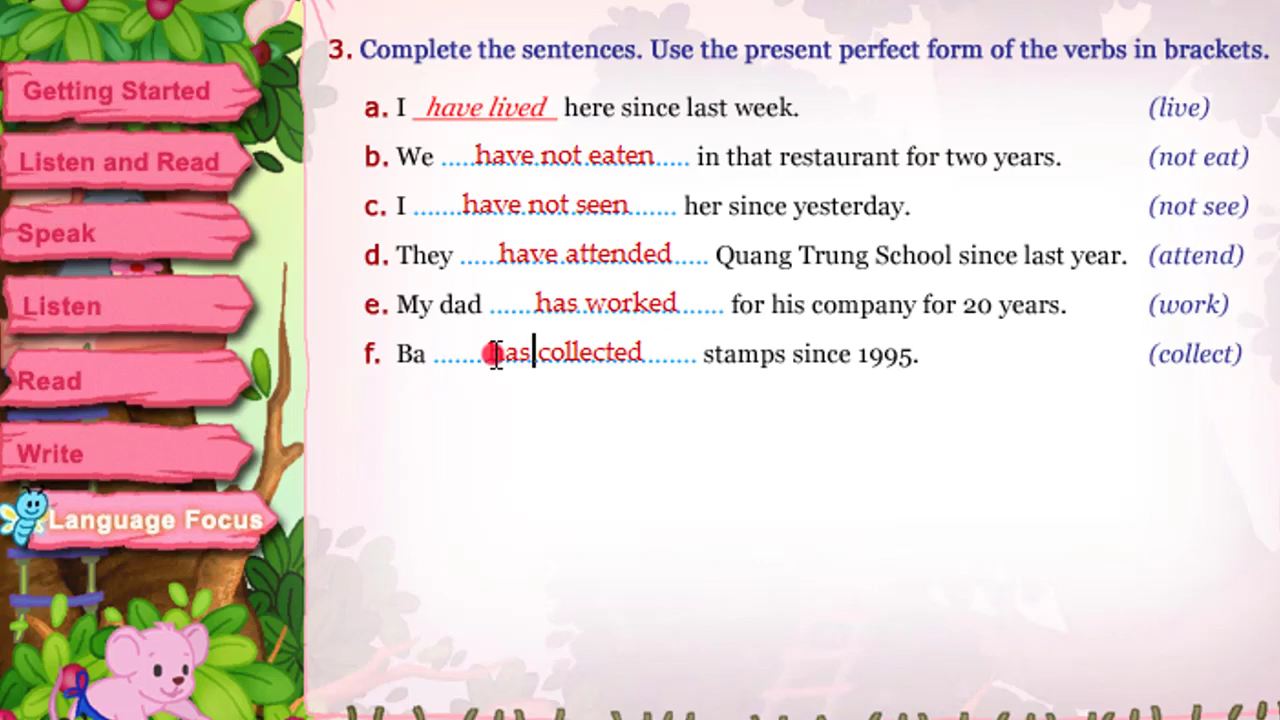 Getting Started
Listen and Read
Speak
Listen
Read
Write
Language Focus
3. Complete the sentences. Use the present perfect form of the verbs in brackets.
a. I have lived here since last week. (live)
b. We .....have not eaten..... in that restaurant for two years. (not eat)
c. I .......have not seen....... her since yesterday. (not see)
d. They .....have attended..... Quang Trung School since last year. (attend)
e. My dad ......has worked....... for his company for 20 years. (work)
f. Ba .......has collected........ stamps since 1995. (collect)